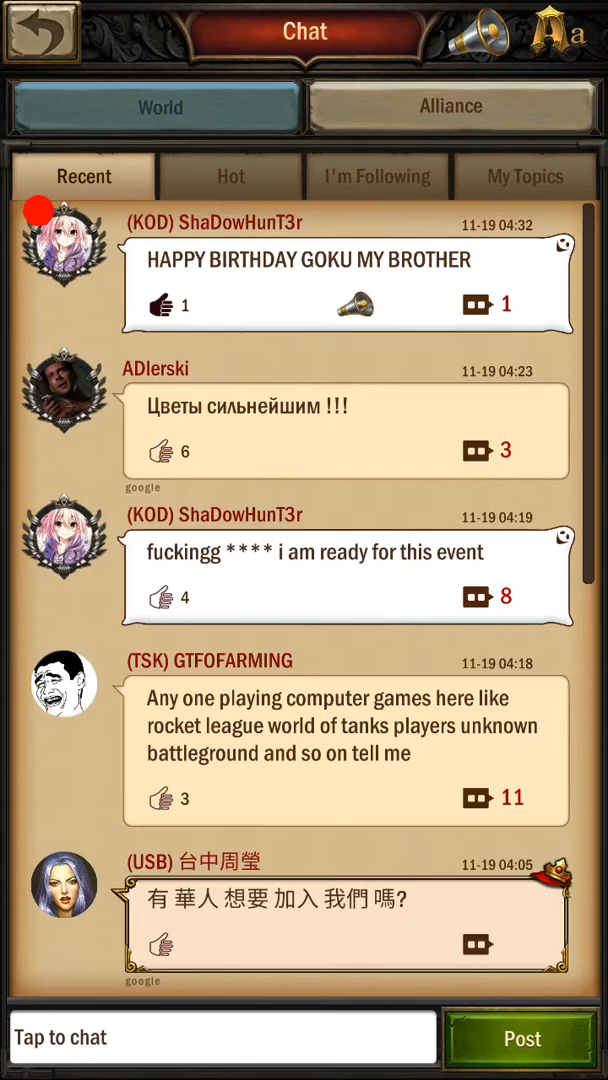 Chat
Aa
World
Alliance
Recent
Hot
I'm Following
My Topics
(KOD) ShaDowHunT3r
11-19 04:32
HAPPY BIRTHDAY GOKU MY BROTHER
1
1
ADlerski
11-19 04:23
Цветы сильнейшим !!!
6
3
google
(KOD) ShaDowHunT3r
11-19 04:19
fuckingg **** i am ready for this event
4
8
(TSK) GTFOFARMING
11-19 04:18
Any one playing computer games here like
rocket league world of tanks players unknown
battleground and so on tell me
3
11
(USB) 台中周瑩
11-19 04:05
有 華人 想要 加入 我們 嗎?
google
Tap to chat
Post